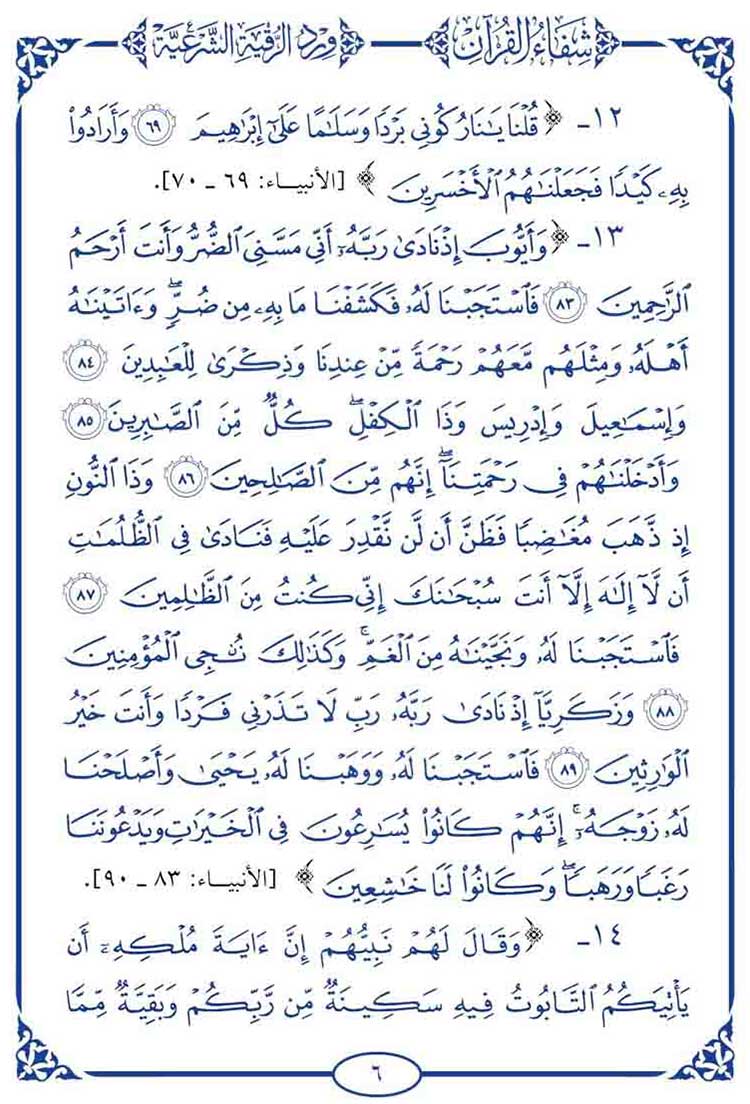 شفاء القرآن ورد الرقية الشرعية
١٢ـ ﴿ قُلْنَا يَٰنَارُ كُونِي بَرْدًا وَسَلَٰمًا عَلَىٰٓ إِبْرَٰهِيمَ ٦٩ وَأَرَادُوا۟
بِهِۦ كَيْدًا فَجَعَلْنَٰهُمُ ٱلْأَخْسَرِينَ ﴾ [الأنبياء: ٦٩ ـ ٧٠].
١٣ـ ﴿ وَأَيُّوبَ إِذْ نَادَىٰ رَبَّهُۥٓ أَنِّي مَسَّنِيَ ٱلضُّرُّ وَأَنتَ أَرْحَمُ
ٱلرَّٰحِمِينَ ٨٣ فَٱسْتَجَبْنَا لَهُۥ فَكَشَفْنَا مَا بِهِۦ مِن ضُرٍّۖ وَءَاتَيْنَٰهُ
أَهْلَهُۥ وَمِثْلَهُم مَّعَهُمْ رَحْمَةً مِّنْ عِندِنَا وَذِكْرَىٰ لِلْعَٰبِدِينَ ٨٤
وَإِسْمَٰعِيلَ وَإِدْرِيسَ وَذَا ٱلْكِفْلِۖ كُلٌّ مِّنَ ٱلصَّٰبِرِينَ ٨٥
وَأَدْخَلْنَٰهُمْ فِي رَحْمَتِنَآۖ إِنَّهُم مِّنَ ٱلصَّٰلِحِينَ ٨٦ وَذَا ٱلنُّونِ
إِذ ذَّهَبَ مُغَٰضِبًا فَظَنَّ أَن لَّن نَّقْدِرَ عَلَيْهِ فَنَادَىٰ فِي ٱلظُّلُمَٰتِ
أَن لَّآ إِلَٰهَ إِلَّآ أَنتَ سُبْحَٰنَكَ إِنِّي كُنتُ مِنَ ٱلظَّٰلِمِينَ ٨٧
فَٱسْتَجَبْنَا لَهُۥ وَنَجَّيْنَٰهُ مِنَ ٱلْغَمِّۚ وَكَذَٰلِكَ نُۨجِي ٱلْمُؤْمِنِينَ
٨٨ وَزَكَرِيَّآ إِذْ نَادَىٰ رَبَّهُۥ رَبِّ لَا تَذَرْنِي فَرْدًا وَأَنتَ خَيْرُ
ٱلْوَٰرِثِينَ ٨٩ فَٱسْتَجَبْنَا لَهُۥ وَوَهَبْنَا لَهُۥ يَحْيَىٰ وَأَصْلَحْنَا
لَهُۥ زَوْجَهُۥٓۚ إِنَّهُمْ كَانُوا۟ يُسَٰرِعُونَ فِي ٱلْخَيْرَٰتِ وَيَدْعُونَنَا
رَغَبًا وَرَهَبًاۖ وَكَانُوا۟ لَنَا خَٰشِعِينَ ﴾ [الأنبياء: ٨٣ ـ ٩٠].
١٤ـ ﴿ وَقَالَ لَهُمْ نَبِيُّهُمْ إِنَّ ءَايَةَ مُلْكِهِۦٓ أَن
يَأْتِيَكُمُ ٱلتَّابُوتُ فِيهِ سَكِينَةٌ مِّن رَّبِّكُمْ وَبَقِيَّةٌ مِّمَّا
٦